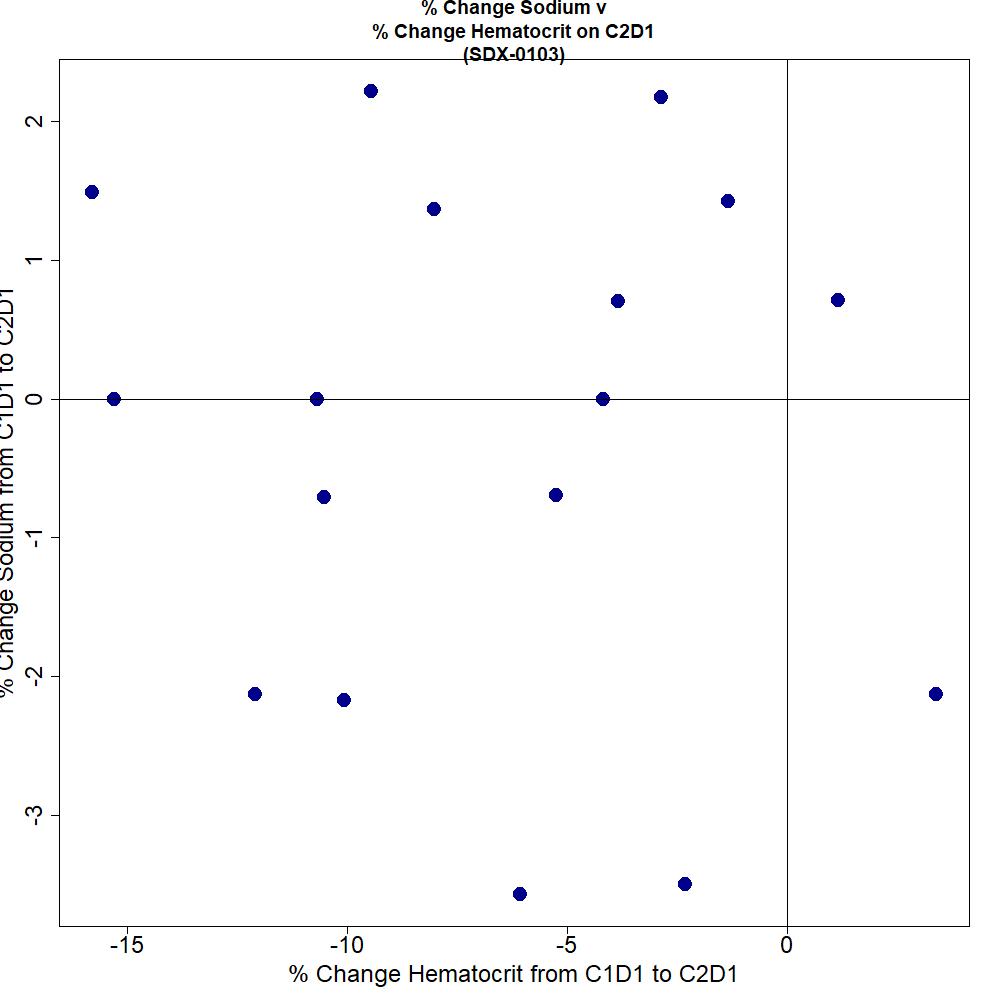 % Change Sodium v
% Change Hematocrit on C2D1
(SDX-0103)
% Change Sodium from C1D1 to C2D1
2
1
0
-1
-2
-3
-15
-10
-5
0
% Change Hematocrit from C1D1 to C2D1